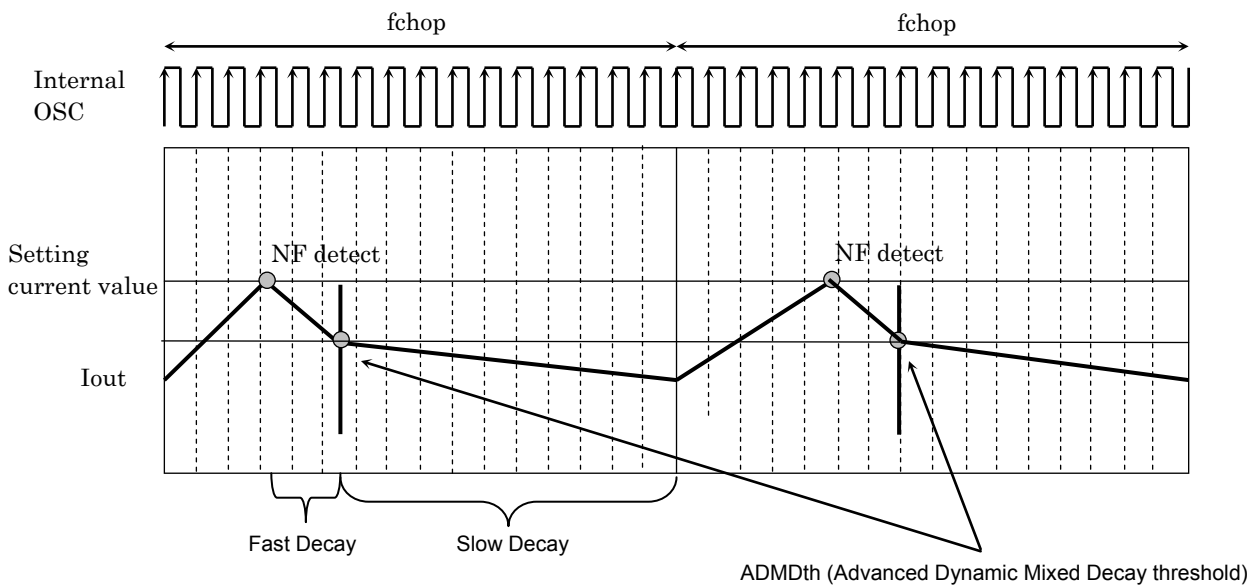 fchop
fchop
Internal
OSC
NF detect
NF detect
Setting
current value
Iout
Fast Decay
Slow Decay
ADMDth (Advanced Dynamic Mixed Decay threshold)